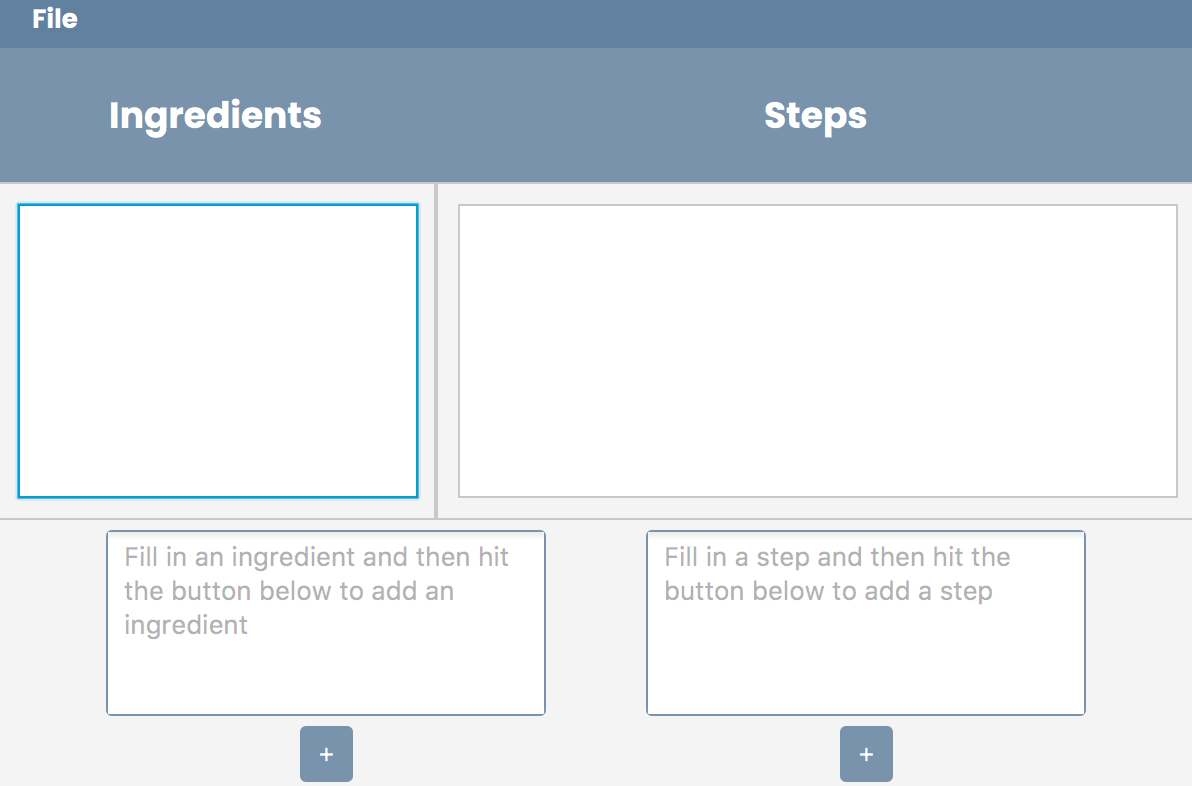 File
Ingredients
Steps
Fill in an ingredient and then hit
the button below to add an
ingredient
Fill in a step and then hit the
button below to add a step
+
+